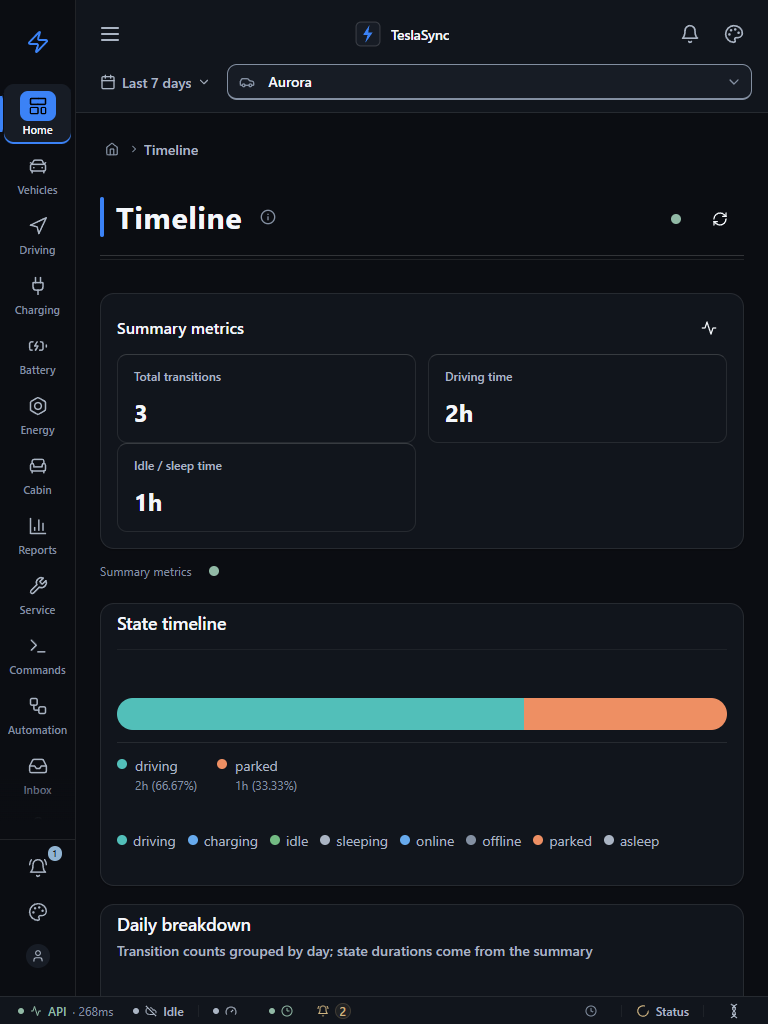 TeslaSync
Last 7 days
Aurora
Home
Vehicles
Driving
Charging
Battery
Energy
Cabin
Reports
Service
Commands
Automation
Inbox
1
Timeline
Timeline
Summary metrics
Total transitions
3
Driving time
2h
Idle / sleep time
1h
Summary metrics
State timeline
driving
2h (66.67%)
parked
1h (33.33%)
driving charging idle sleeping online offline parked asleep
Daily breakdown
Transition counts grouped by day; state durations come from the summary
API · 268ms Idle 2 Status